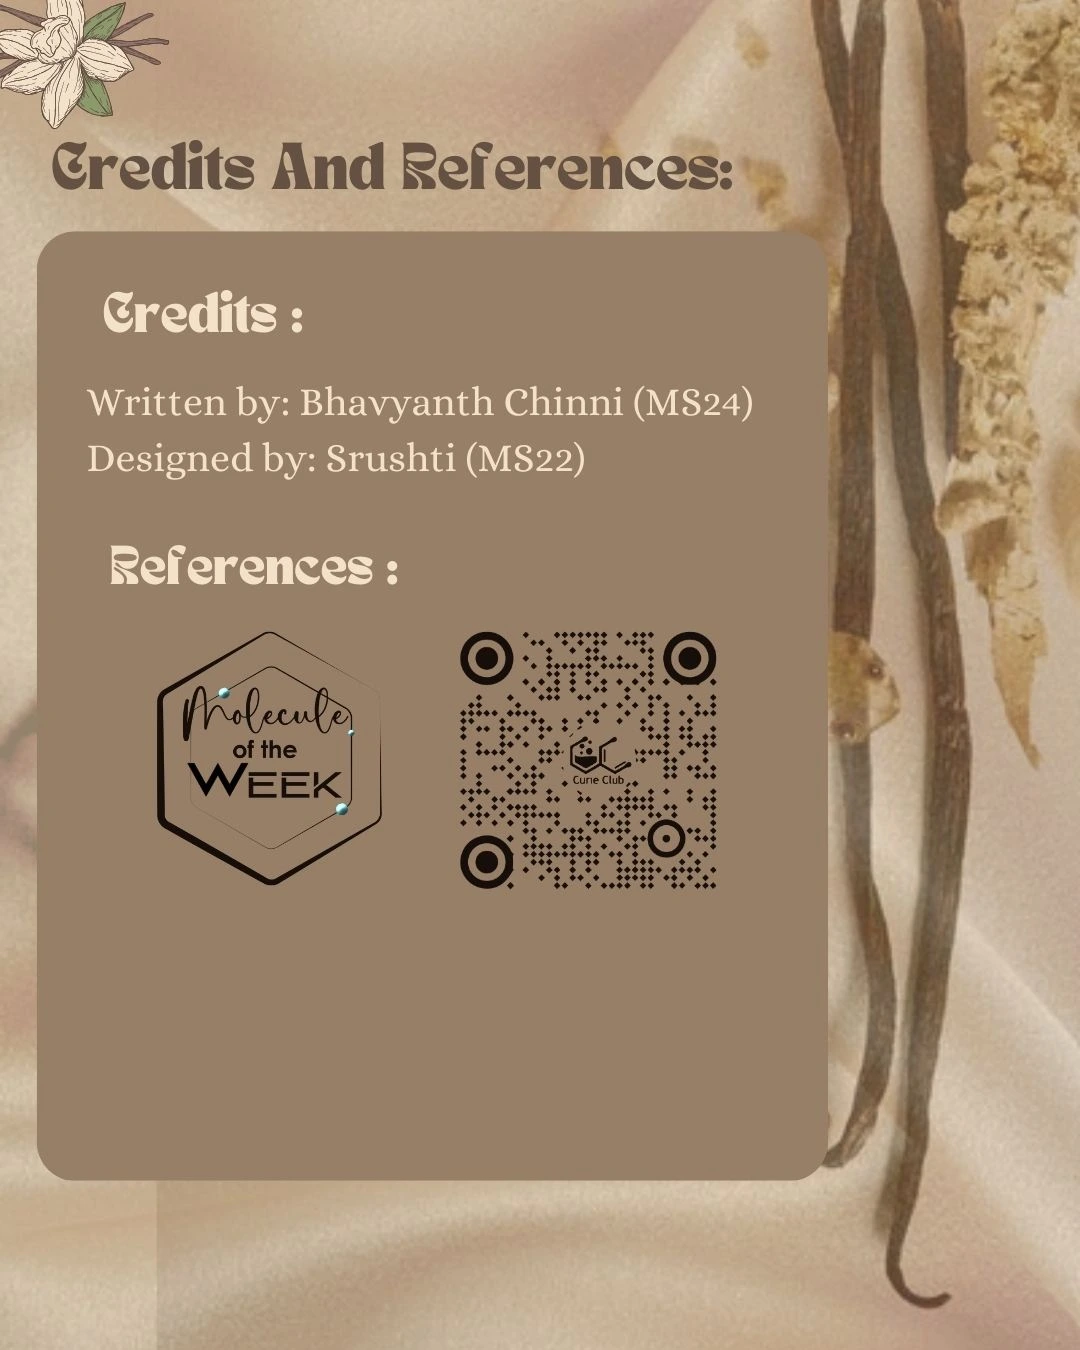 Credits And References:
Credits :
Written by: Bhavyanth Chinni (MS24)
Designed by: Srushti (MS22)
References :
Molecule
of the
WEEK
Curie Club